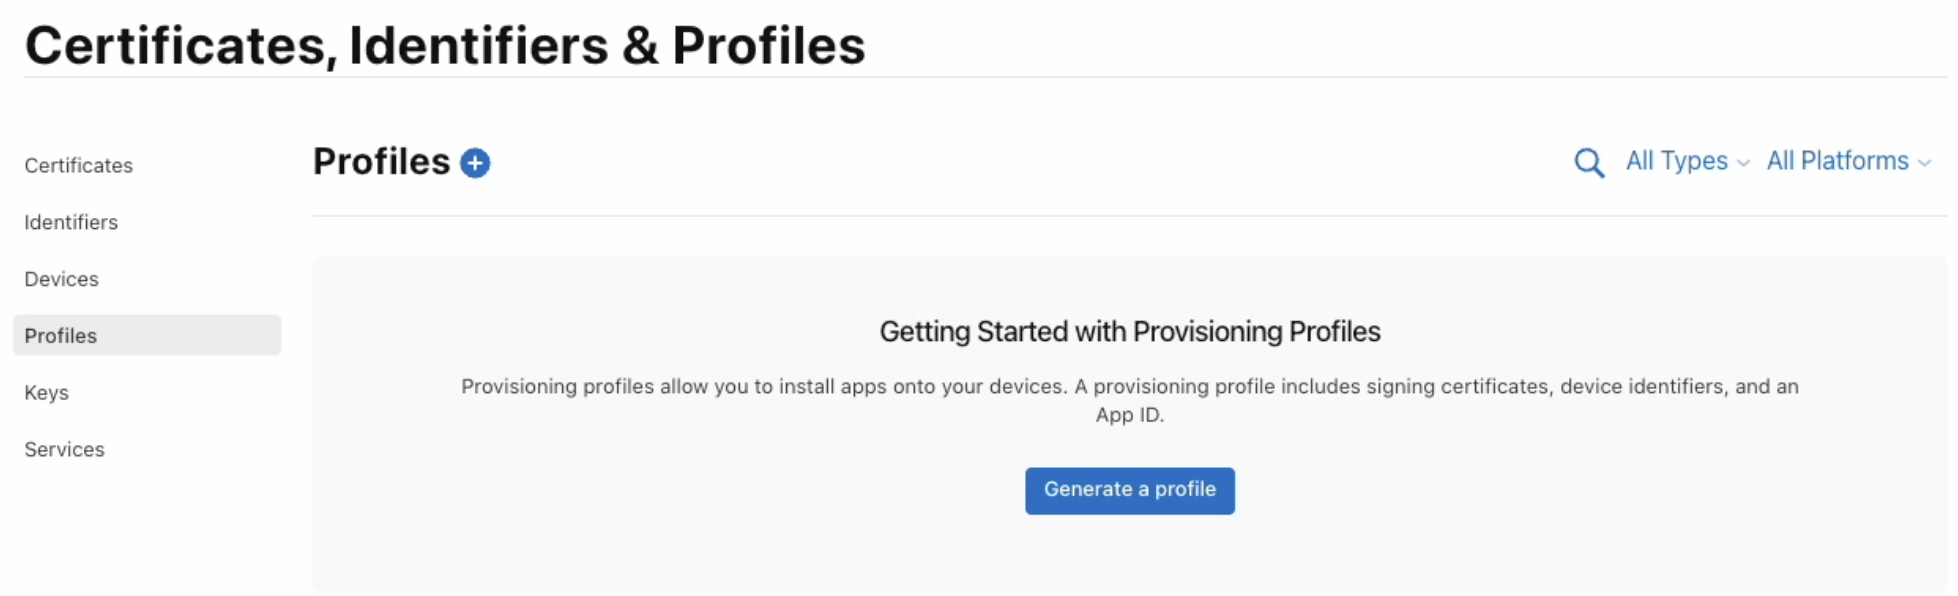 Certificates, Identifiers & Profiles
Certificates
Identifiers
Devices
Profiles
Keys
Services
Profiles
All Types
All Platforms
Getting Started with Provisioning Profiles
Provisioning profiles allow you to install apps onto your devices. A provisioning profile includes signing certificates, device identifiers, and an
App ID.
Generate a profile